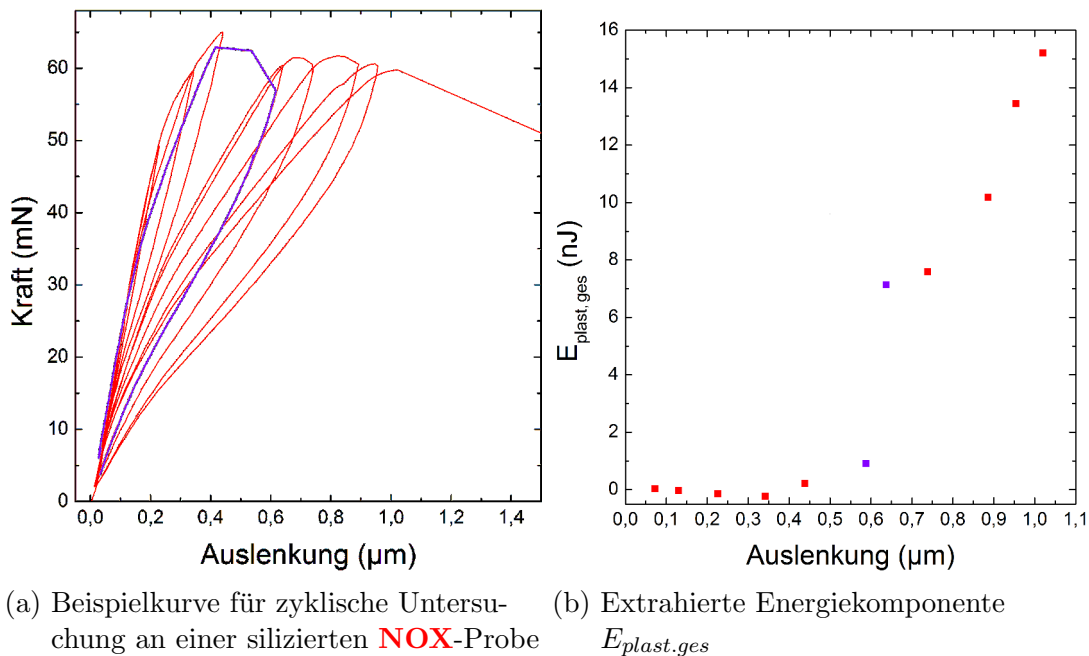 Kraft (mN)
60
50
40
30
20
10
0
0,0 0,2 0,4 0,6 0,8 1,0 1,2 1,4
Auslenkung (µm)
E plast, ges (nJ)
16
14
12
10
8
6
4
2
0
0,0 0,1 0,2 0,3 0,4 0,5 0,6 0,7 0,8 0,9 1,0 1,1
Auslenkung (µm)
(a) Beispielkurve für zyklische Untersu-
chung an einer silizierten NOX-Probe
(b) Extrahierte Energiekomponente
E plast.ges